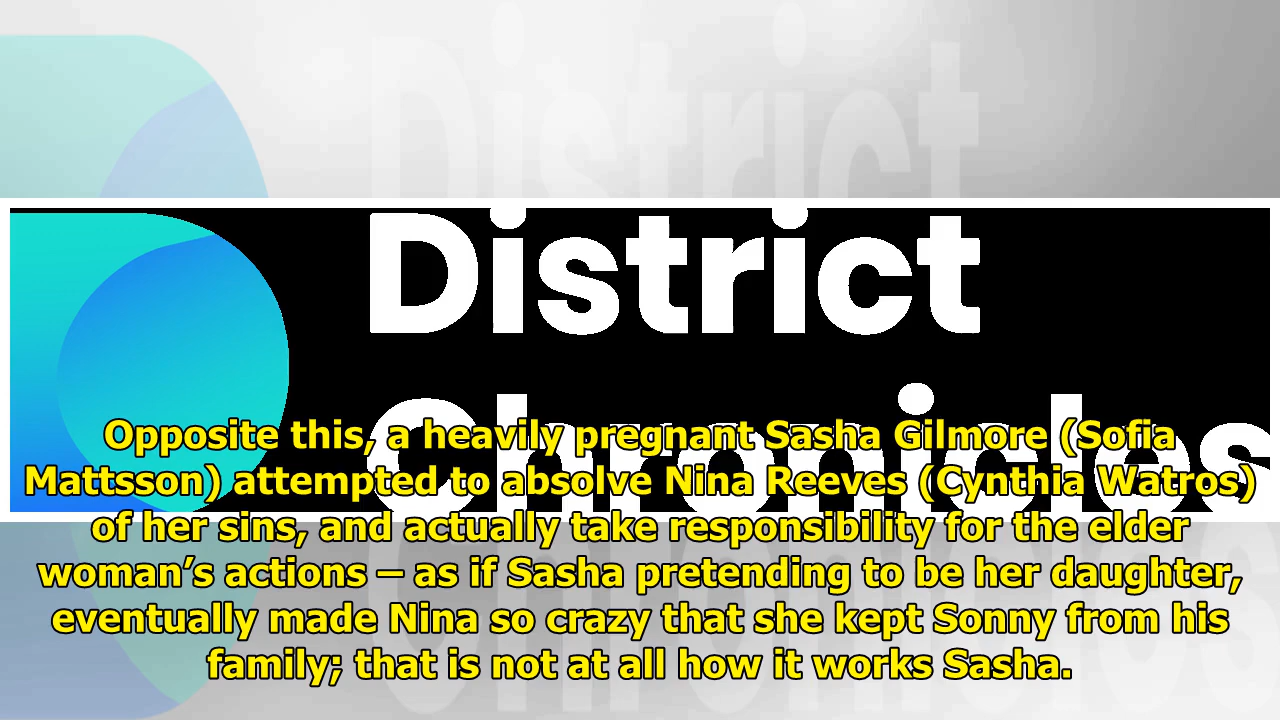 District
District
Chronicles
Opposite this, a heavily pregnant Sasha Gilmore (Sofia
Mattsson) attempted to absolve Nina Reeves (Cynthia Watros)
of her sins, and actually take responsibility for the elder
woman’s actions – as if Sasha pretending to be her daughter,
eventually made Nina so crazy that she kept Sonny from his
family; that is not at all how it works Sasha.
Chronicles